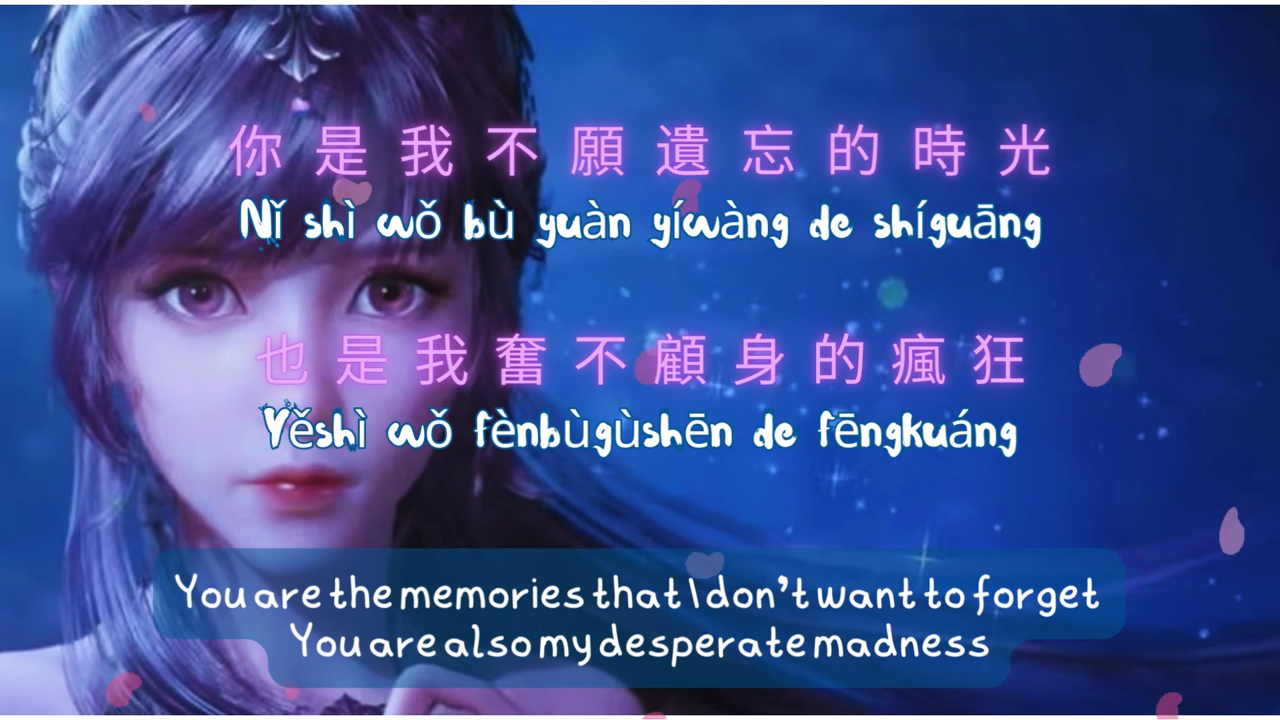 你是我不願遺忘的時光
Nǐ shì wǒ bù yuàn yíwàng de shíguāng
也是我奮不顧身的瘋狂
Yěshì wǒ fènbùgùshēn de fēngkuáng
You are the memories that I don't want to forget
You are also my desperate madness